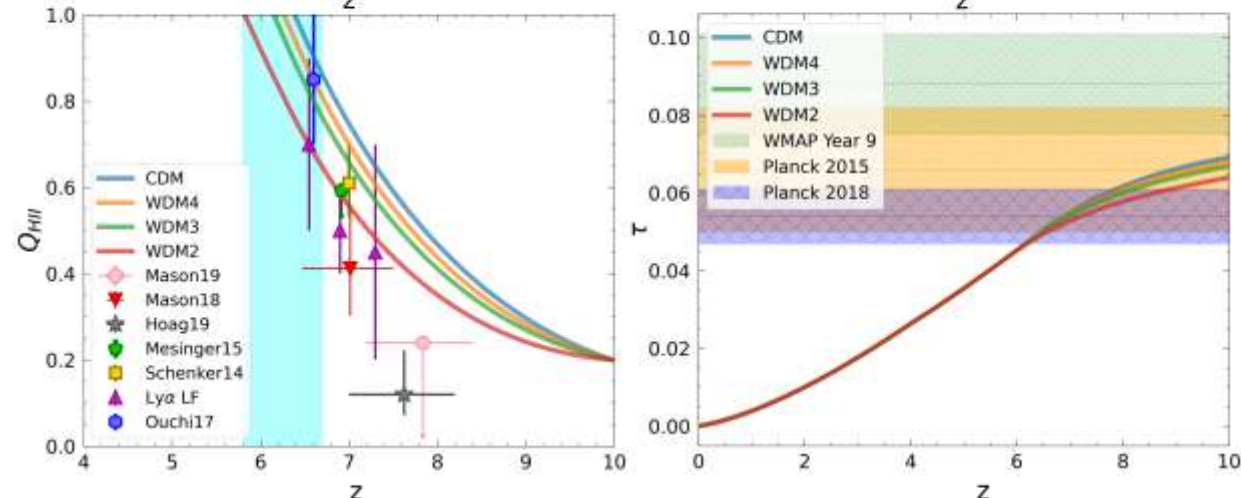 z
z
1.0
0.8
0.6
0.4
0.2
0.0
Q_HII
CDM
WDM4
WDM3
WDM2
Mason19
Mason18
Hoag19
Mesinger15
Schenker14
Lyα LF
Ouchi17
4 5 6 7 8 9 10
z
0.10
0.08
0.06
0.04
0.02
0.00
τ
CDM
WDM4
WDM3
WDM2
WMAP Year 9
Planck 2015
Planck 2018
0 2 4 6 8 10
z